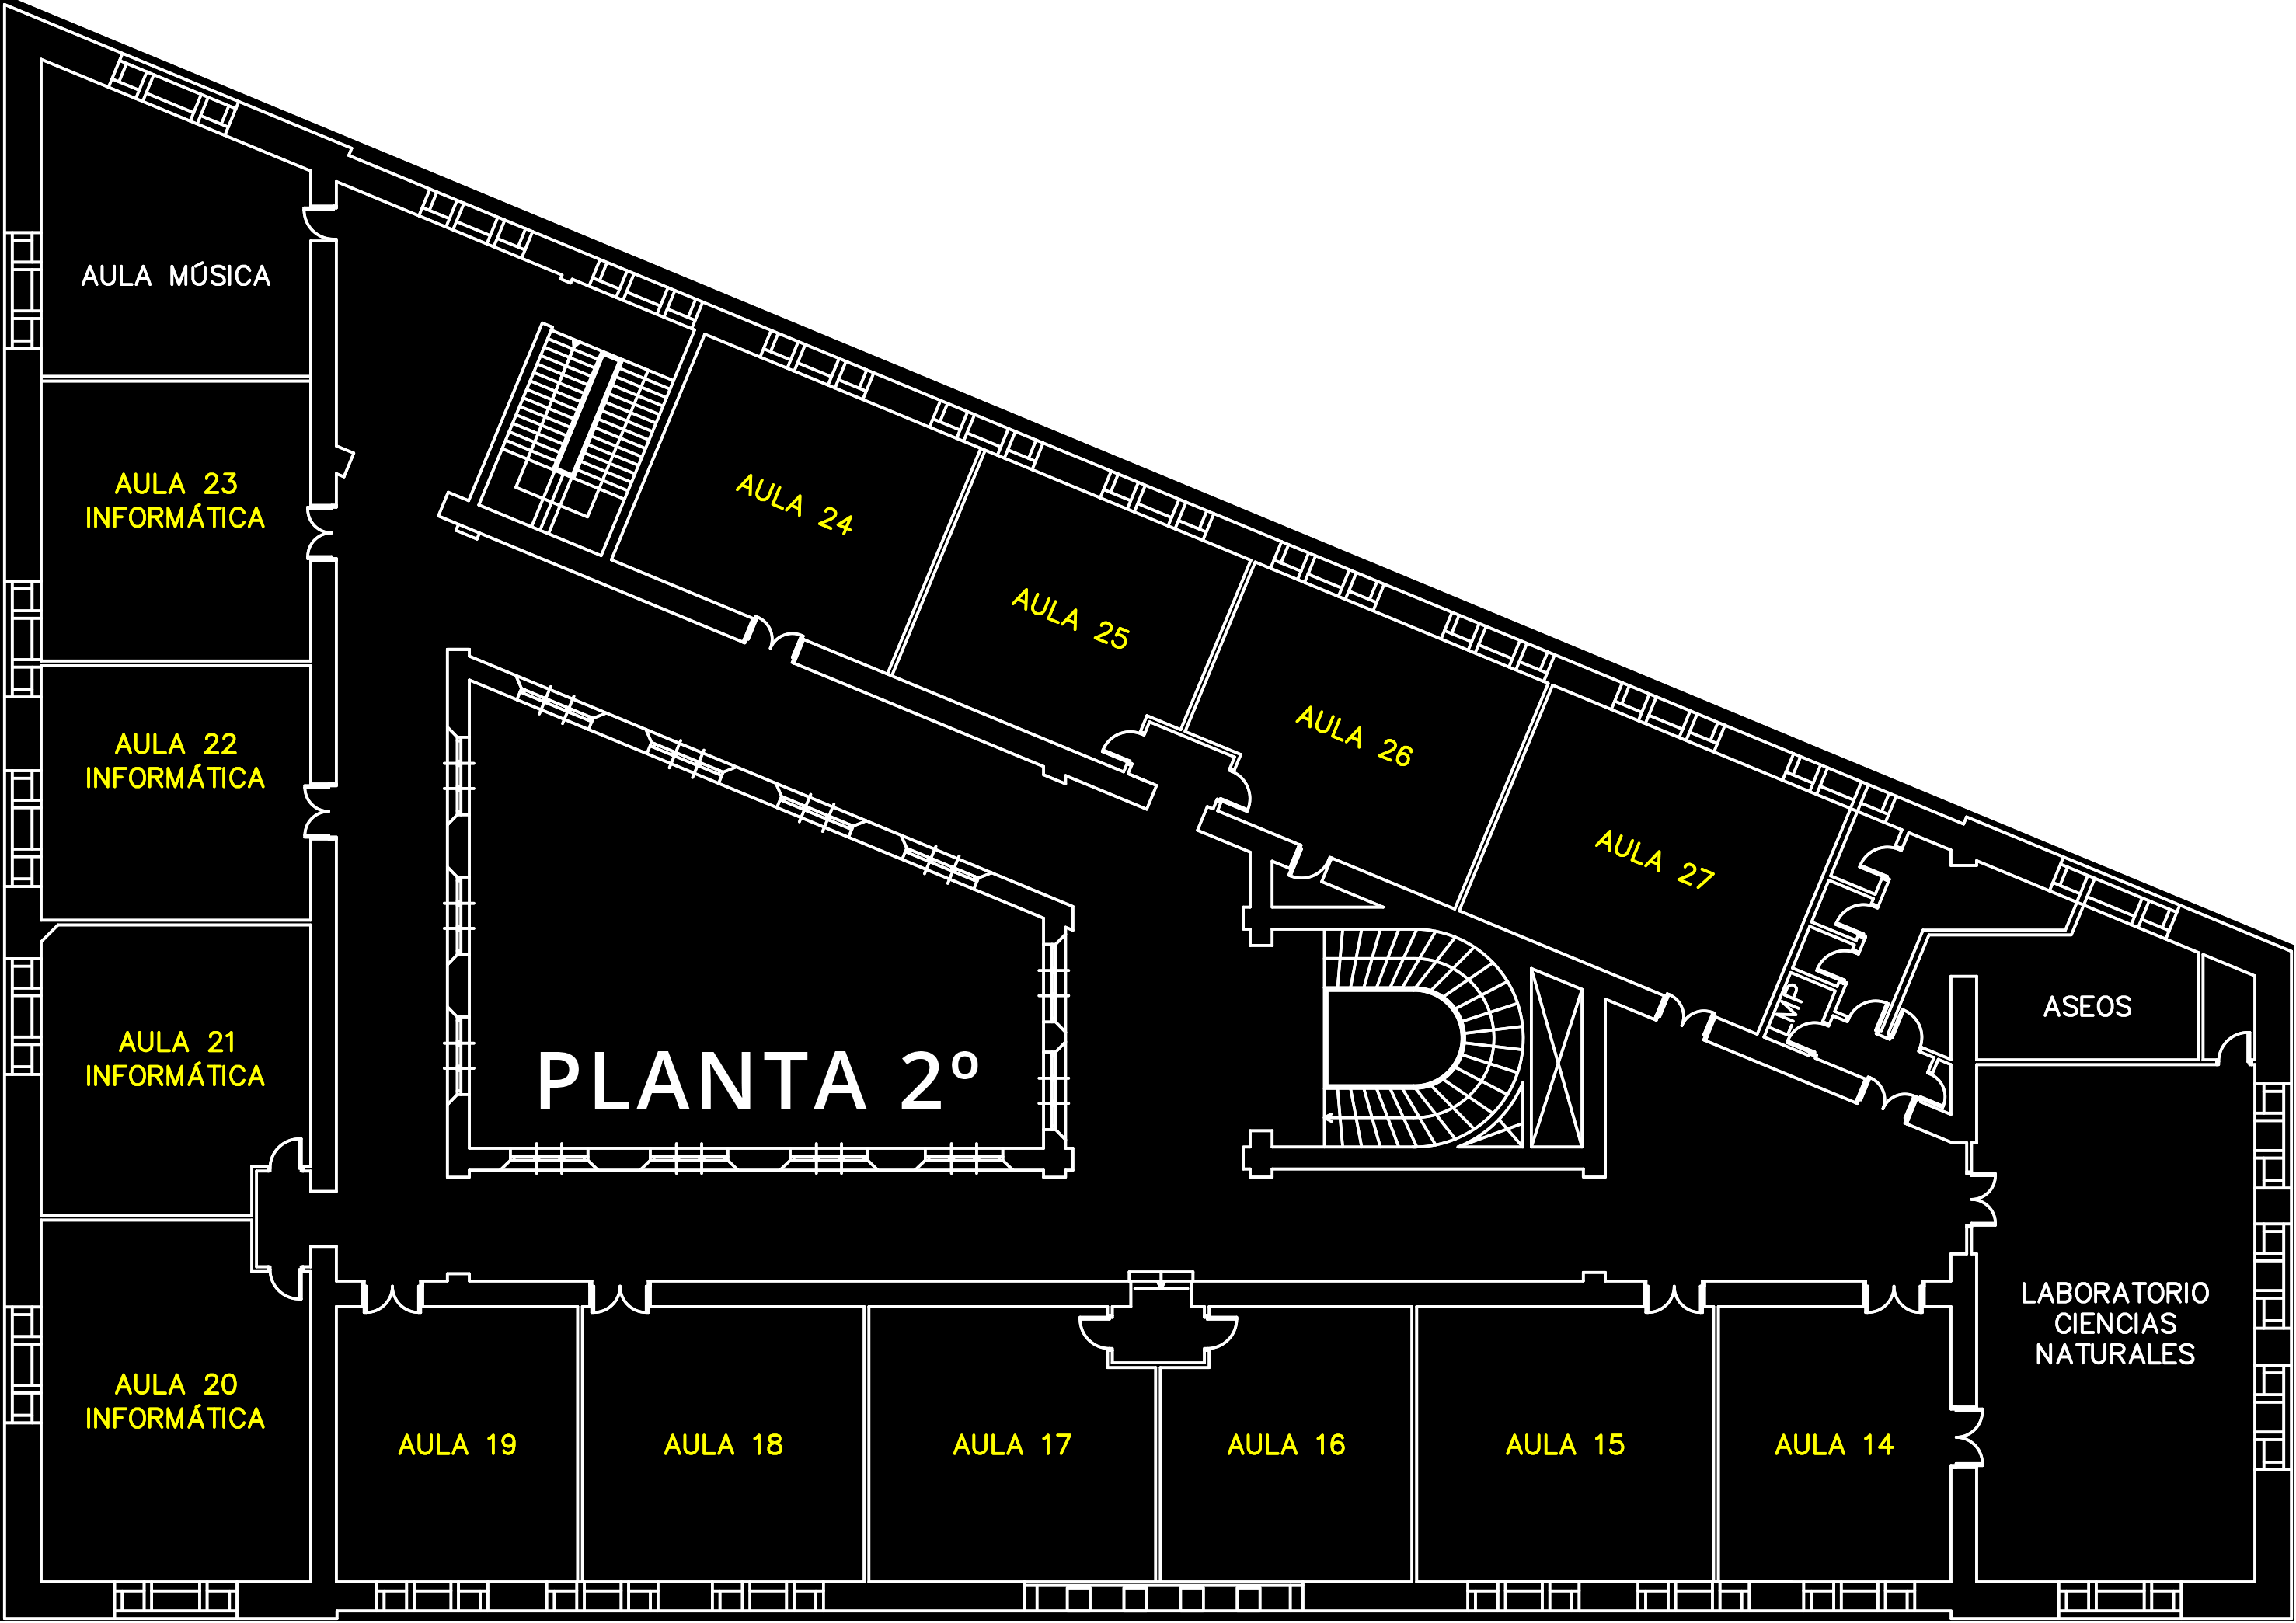 AULA MÚSICA
AULA 23
INFORMÁTICA
AULA 24
AULA 25
AULA 22
INFORMÁTICA
AULA 26
AULA 27
LMP
ASEOS
AULA 21
INFORMÁTICA
PLANTA 2º
LABORATORIO
CIENCIAS
NATURALES
AULA 20
INFORMÁTICA
AULA 19
AULA 18
AULA 17
AULA 16
AULA 15
AULA 14